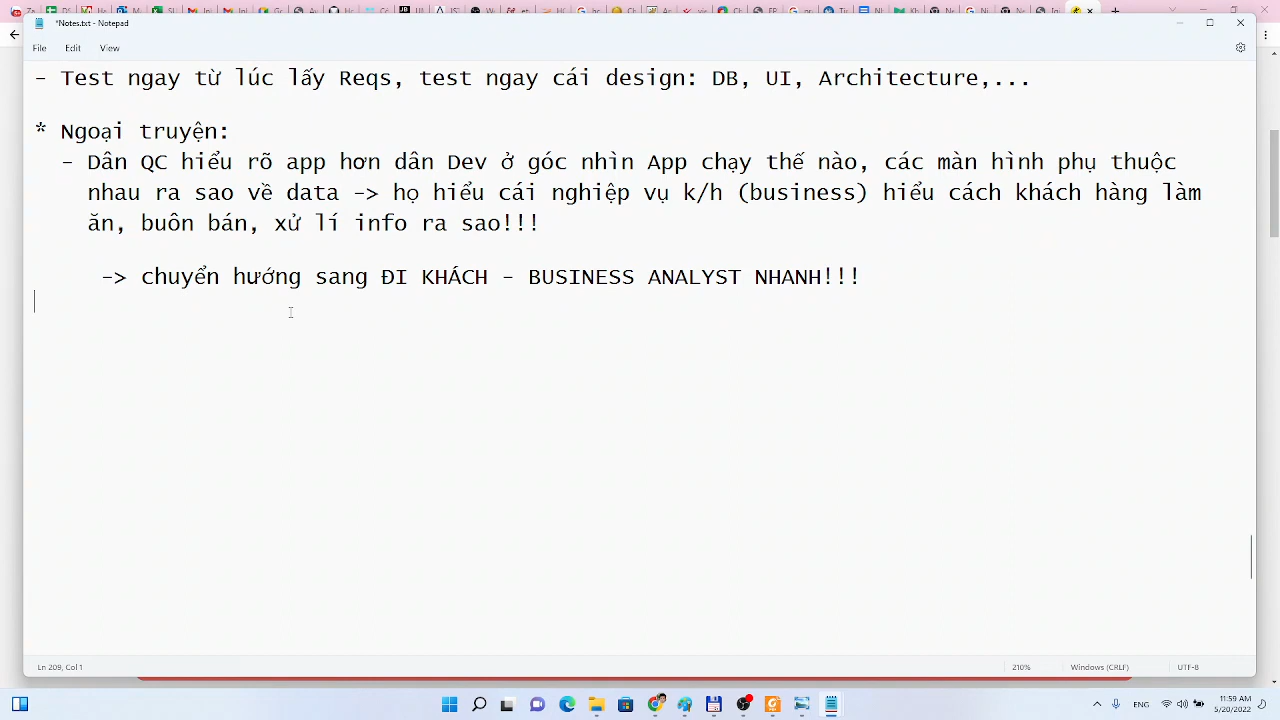 *Notes.txt - Notepad
File Edit View
- Test ngay từ lúc lấy Reqs, test ngay cái design: DB, UI, Architecture,...
* Ngoại truyện:
- Dân QC hiểu rõ app hơn dân Dev ở góc nhìn App chạy thế nào, các màn hình phụ thuộc
nhau ra sao về data -> họ hiểu cái nghiệp vụ k/h (business) hiểu cách khách hàng làm
ăn, buôn bán, xử lí info ra sao!!!
-> chuyển hướng sang ĐI KHÁCH - BUSINESS ANALYST NHANH!!!
Ln 209, Col 1 210% Windows (CRLF) UTF-8
ENG 11:59 AM
5/20/2022